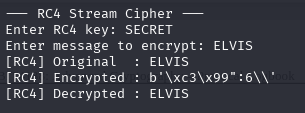 ── RC4 Stream Cipher ──
Enter RC4 key: SECRET
Enter message to encrypt: ELVIS
[RC4] Original  : ELVIS
[RC4] Encrypted : b'\xc3\x99":6\\'
[RC4] Decrypted : ELVIS